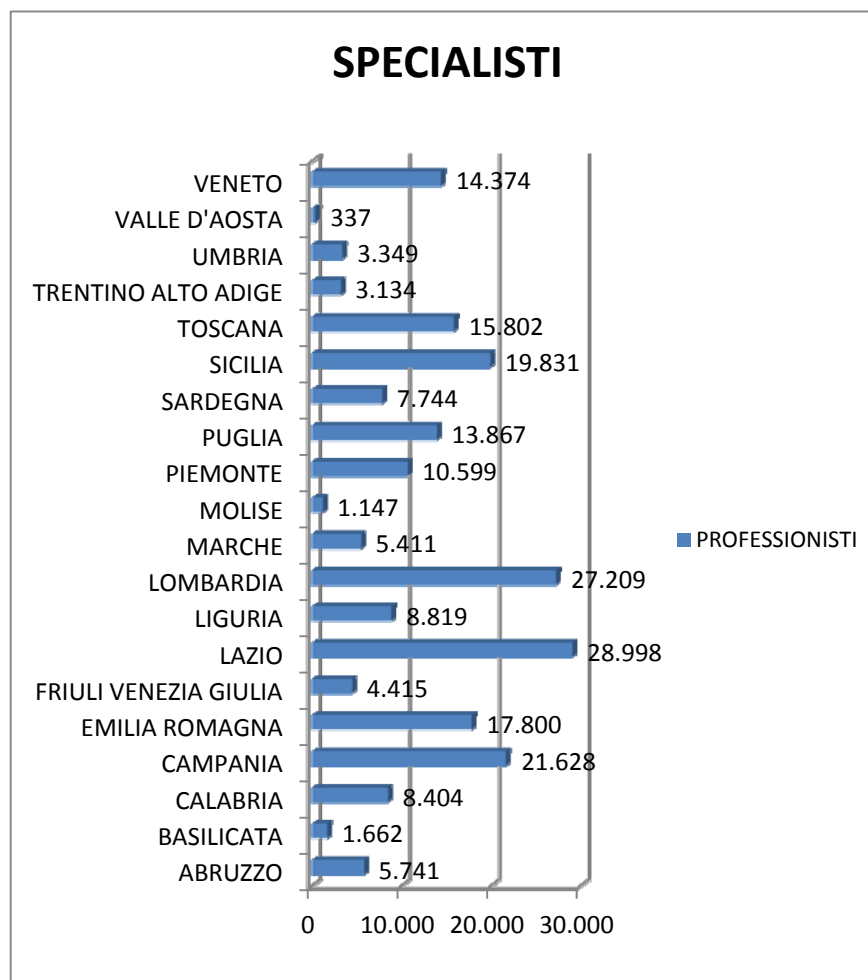 SPECIALISTI
VENETO 14.374
VALLE D'AOSTA 337
UMBRIA 3.349
TRENTINO ALTO ADIGE 3.134
TOSCANA 15.802
SICILIA 19.831
SARDEGNA 7.744
PUGLIA 13.867
PIEMONTE 10.599
MOLISE 1.147
MARCHE 5.411
PROFESSIONISTI
LOMBARDIA 27.209
LIGURIA 8.819
LAZIO 28.998
FRIULI VENEZIA GIULIA 4.415
EMILIA ROMAGNA 17.800
CAMPANIA 21.628
CALABRIA 8.404
BASILICATA 1.662
ABRUZZO 5.741
0 10.000 20.000 30.000